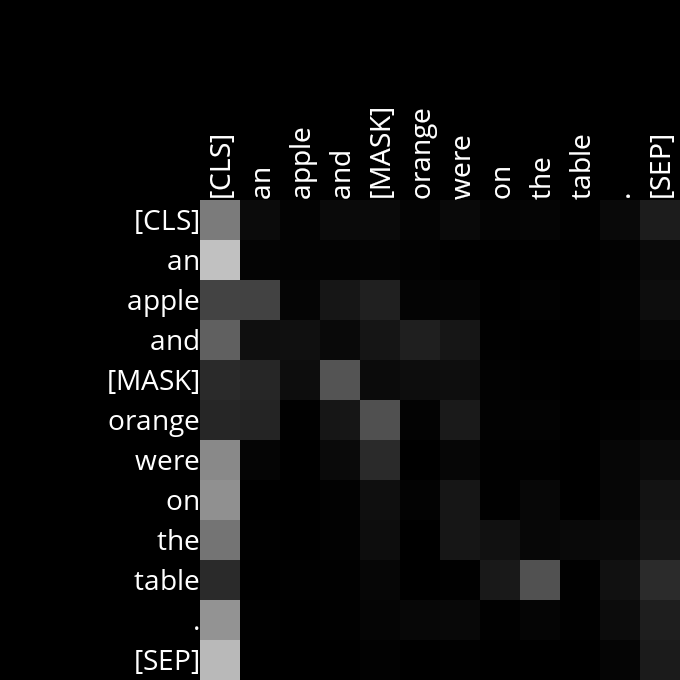 [CLS] an apple and [MASK] orange were on the table . [SEP]
[CLS]
an
apple
and
[MASK]
orange
were
on
the
table
.
[SEP]